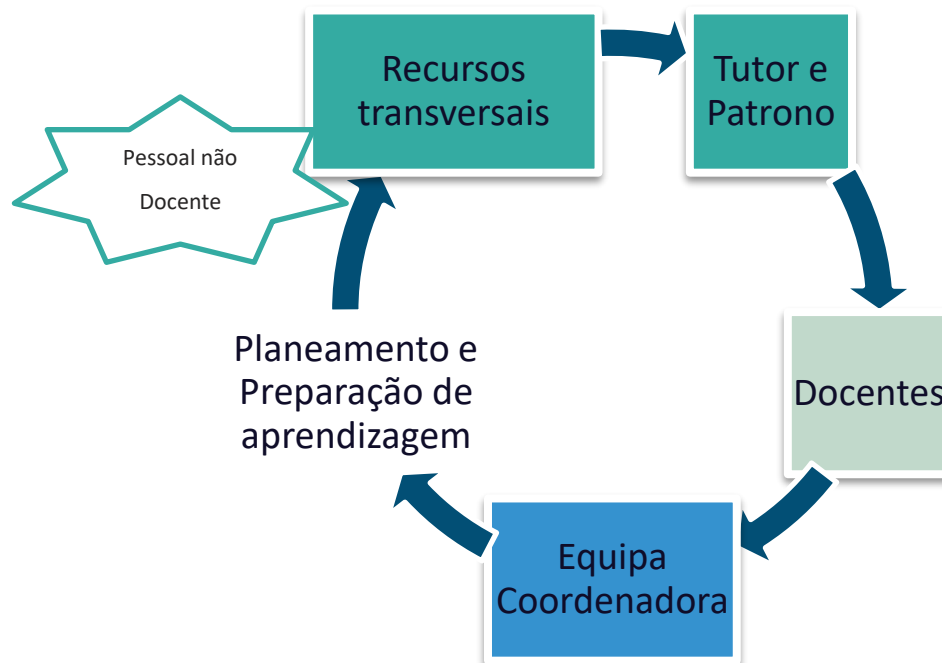 Recursos
transversais
Tutor e
Patrono
Pessoal não
Docente
Planeamento e
Preparação de
aprendizagem
Docentes
Equipa
Coordenadora